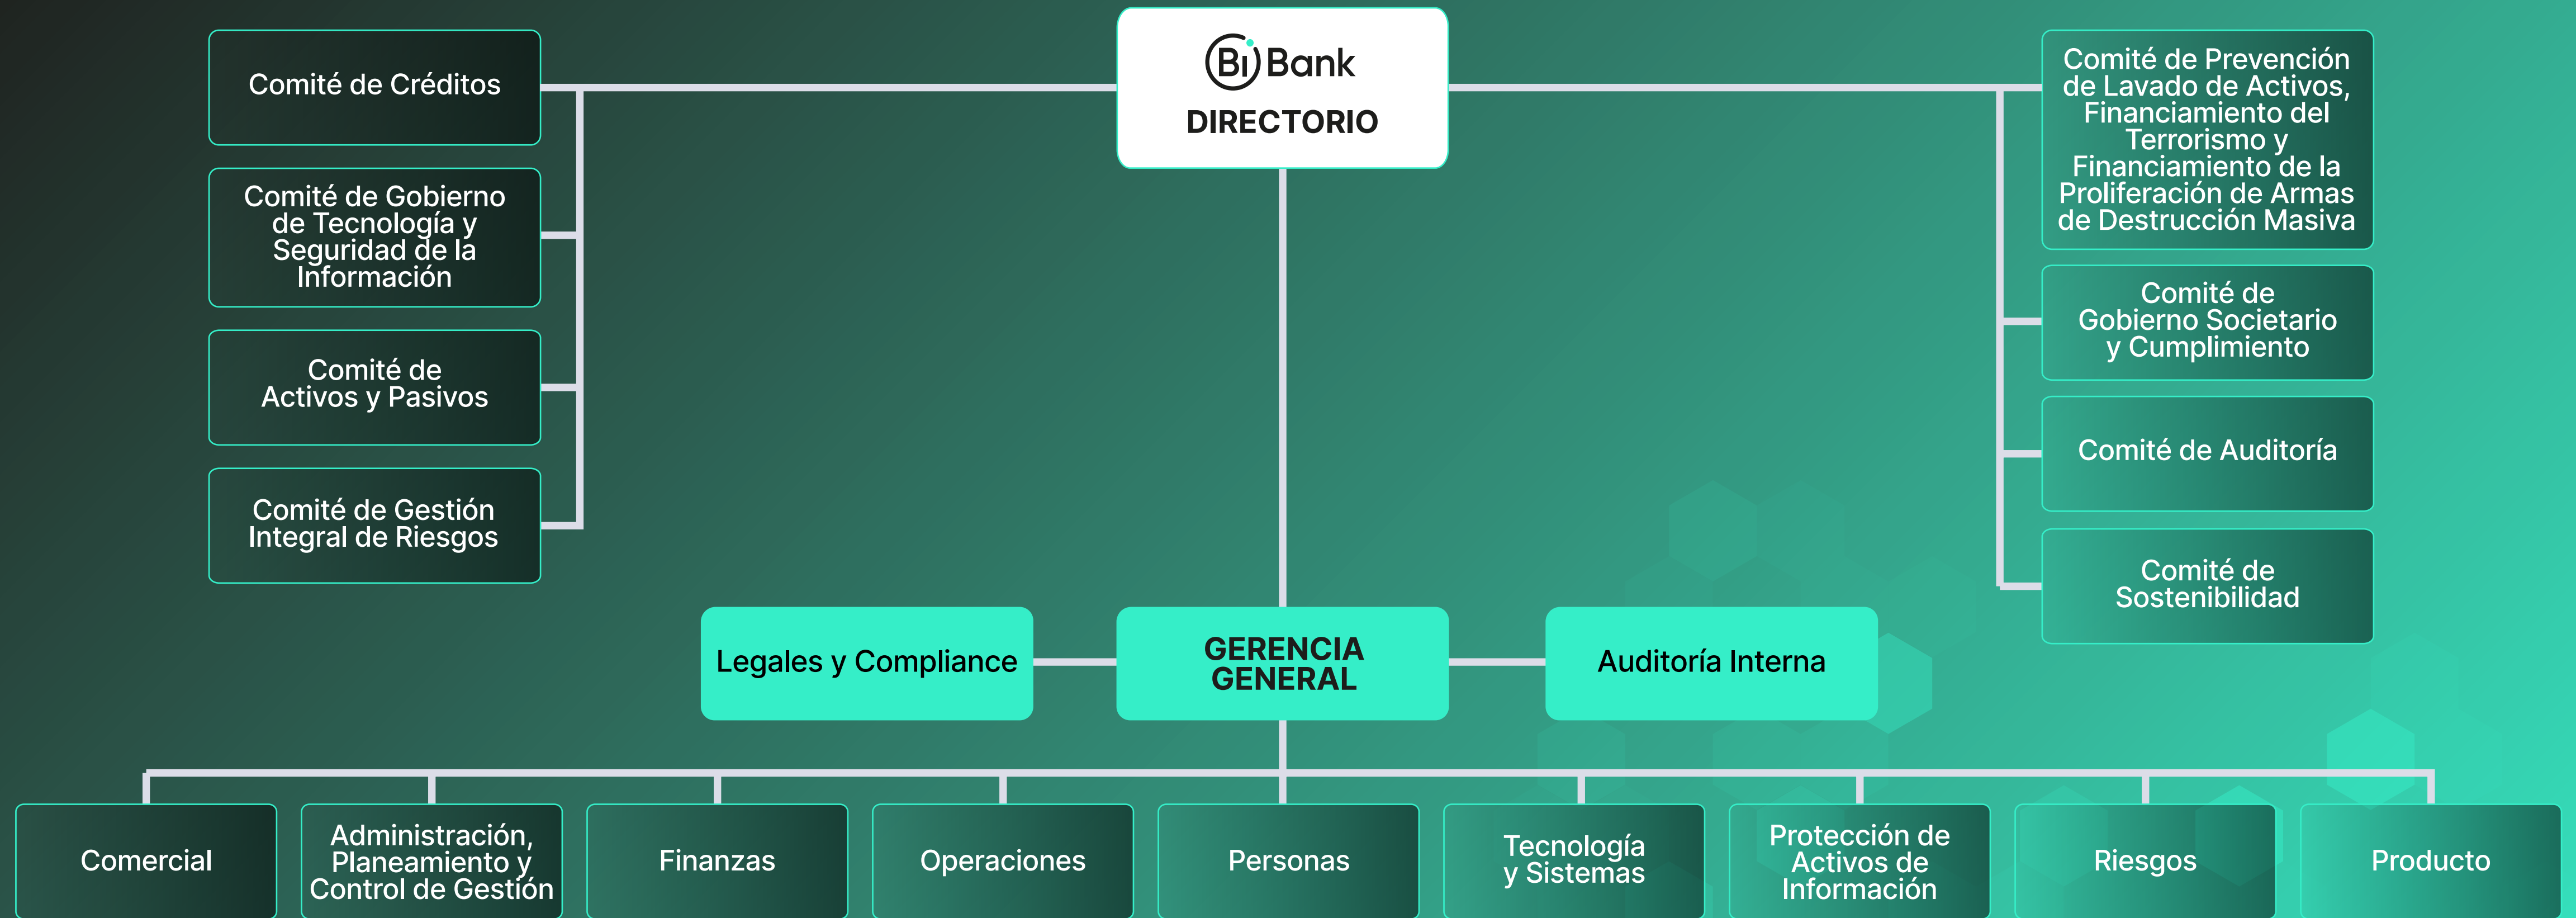 Bi Bank
DIRECTORIO
Comité de Créditos
Comité de Gobierno
de Tecnología y
Seguridad de la
Información
Comité de
Activos y Pasivos
Comité de Gestión
Integral de Riesgos
Comité de Prevención
de Lavado de Activos,
Financiamiento del
Terrorismo y
Financiamiento de la
Proliferación de Armas
de Destrucción Masiva
Comité de
Gobierno Societario
y Cumplimiento
Comité de Auditoría
Comité de
Sostenibilidad
Legales y Compliance
GERENCIA
GENERAL
Auditoría Interna
Comercial
Administración,
Planeamiento y
Control de Gestión
Finanzas
Operaciones
Personas
Tecnología
y Sistemas
Protección de
Activos de
Información
Riesgos
Producto